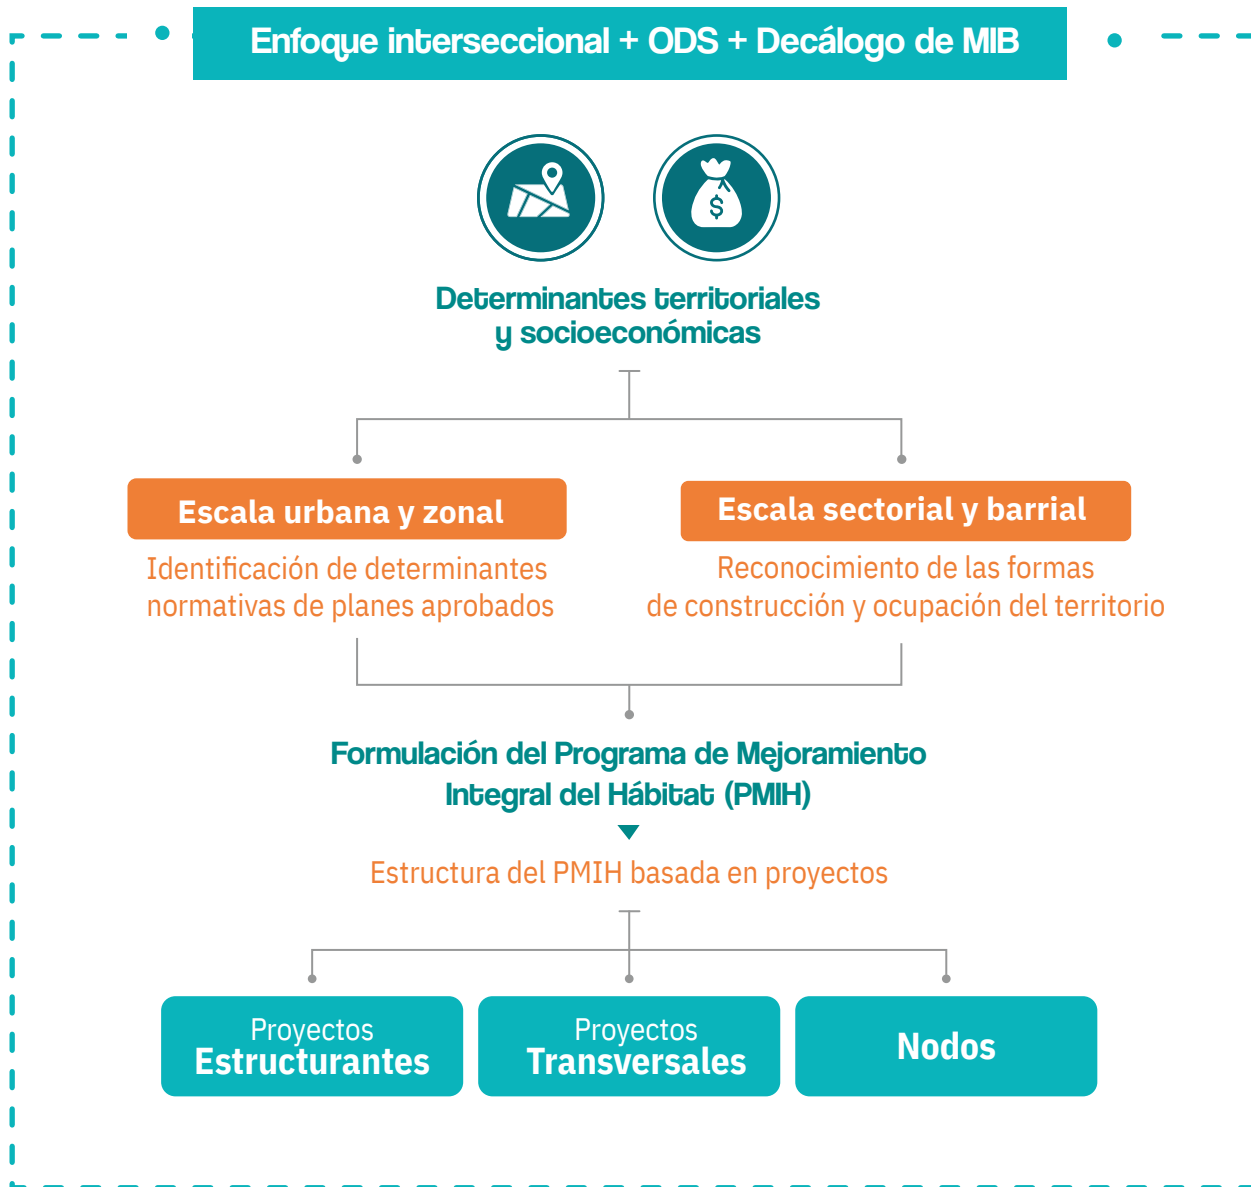 Enfoque interseccional + ODS + Decálogo de MIB
$
Determinantes territoriales
y socioeconómicas
Escala urbana y zonal
Identificación de determinantes
normativas de planes aprobados
Escala sectorial y barrial
Reconocimiento de las formas
de construcción y ocupación del territorio
Formulación del Programa de Mejoramiento
Integral del Hábitat (PMIH)
Estructura del PMIH basada en proyectos
Proyectos
Estructurantes
Proyectos
Transversales
Nodos